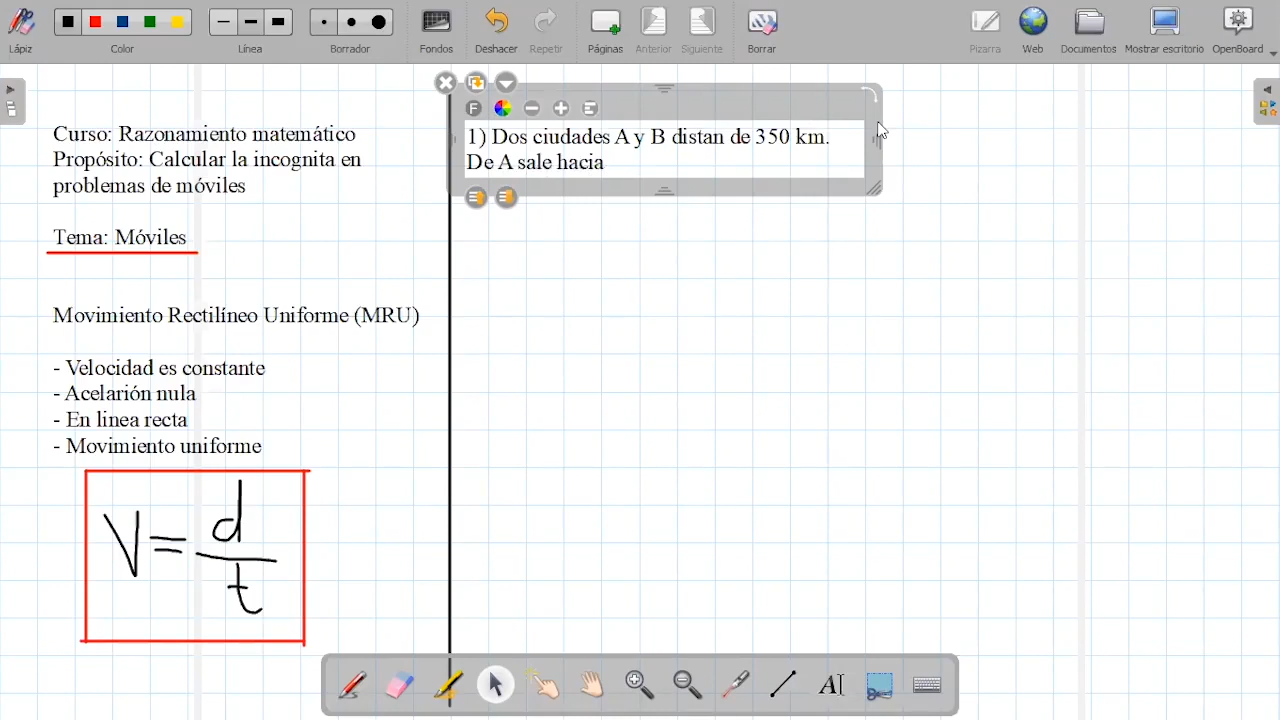 Lápiz
Color
Línea
Borrador
Fondos
Deshacer
Repetir
Páginas
Anterior
Siguiente
Borrar
Pizarra
Web
Documentos
Mostrar escritorio
OpenBoard
Curso: Razonamiento matemático
Propósito: Calcular la incognita en
problemas de móviles
Tema: Móviles
Movimiento Rectilíneo Uniforme (MRU)
- Velocidad es constante
- Acelarión nula
- En linea recta
- Movimiento uniforme
V = d
t
F
1) Dos ciudades A y B distan de 350 km.
De A sale hacia
A